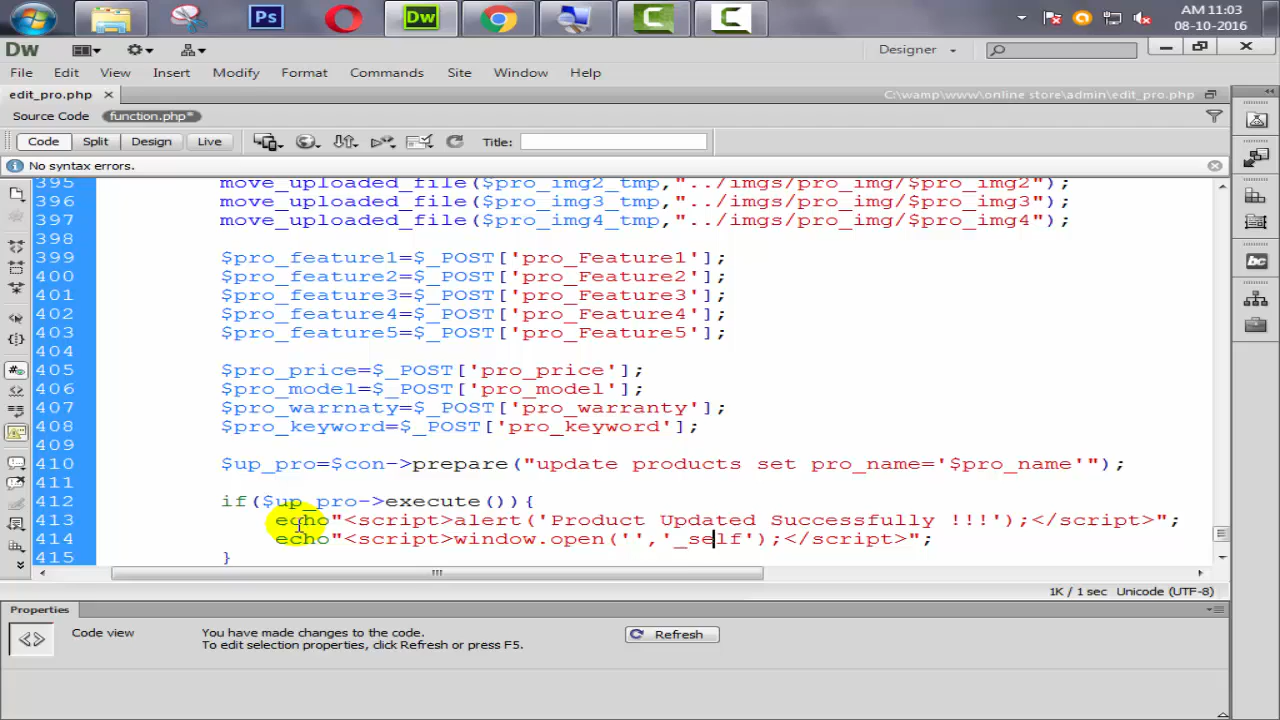 AM 11:03
08-10-2016
Ps
Dw
Dw
Designer
File Edit View Insert Modify Format Commands Site Window Help
edit_pro.php
C:\wamp\www\online store\admin\edit_pro.php
Source Code function.php*
Code Split Design Live Title:
No syntax errors.
395 move_uploaded_file($pro_img2_tmp,"../imgs/pro_img/$pro_img2");
396 move_uploaded_file($pro_img3_tmp,"../imgs/pro_img/$pro_img3");
397 move_uploaded_file($pro_img4_tmp,"../imgs/pro_img/$pro_img4");
398
399 $pro_feature1=$_POST['pro_Feature1'];
400 $pro_feature2=$_POST['pro_Feature2'];
401 $pro_feature3=$_POST['pro_Feature3'];
402 $pro_feature4=$_POST['pro_Feature4'];
403 $pro_feature5=$_POST['pro_Feature5'];
404
405 $pro_price=$_POST['pro_price'];
406 $pro_model=$_POST['pro_model'];
407 $pro_warrnaty=$_POST['pro_warranty'];
408 $pro_keyword=$_POST['pro_keyword'];
409
410 $up_pro=$con->prepare("update products set pro_name='$pro_name'");
411
412 if($up_pro->execute()){
413 echo"<script>alert('Product Updated Successfully !!!');</script>";
414 echo"<script>window.open('','_self');</script>";
415 }
1K / 1 sec Unicode (UTF-8)
Properties
Code view
You have made changes to the code.
To edit selection properties, click Refresh or press F5.
Refresh
bc